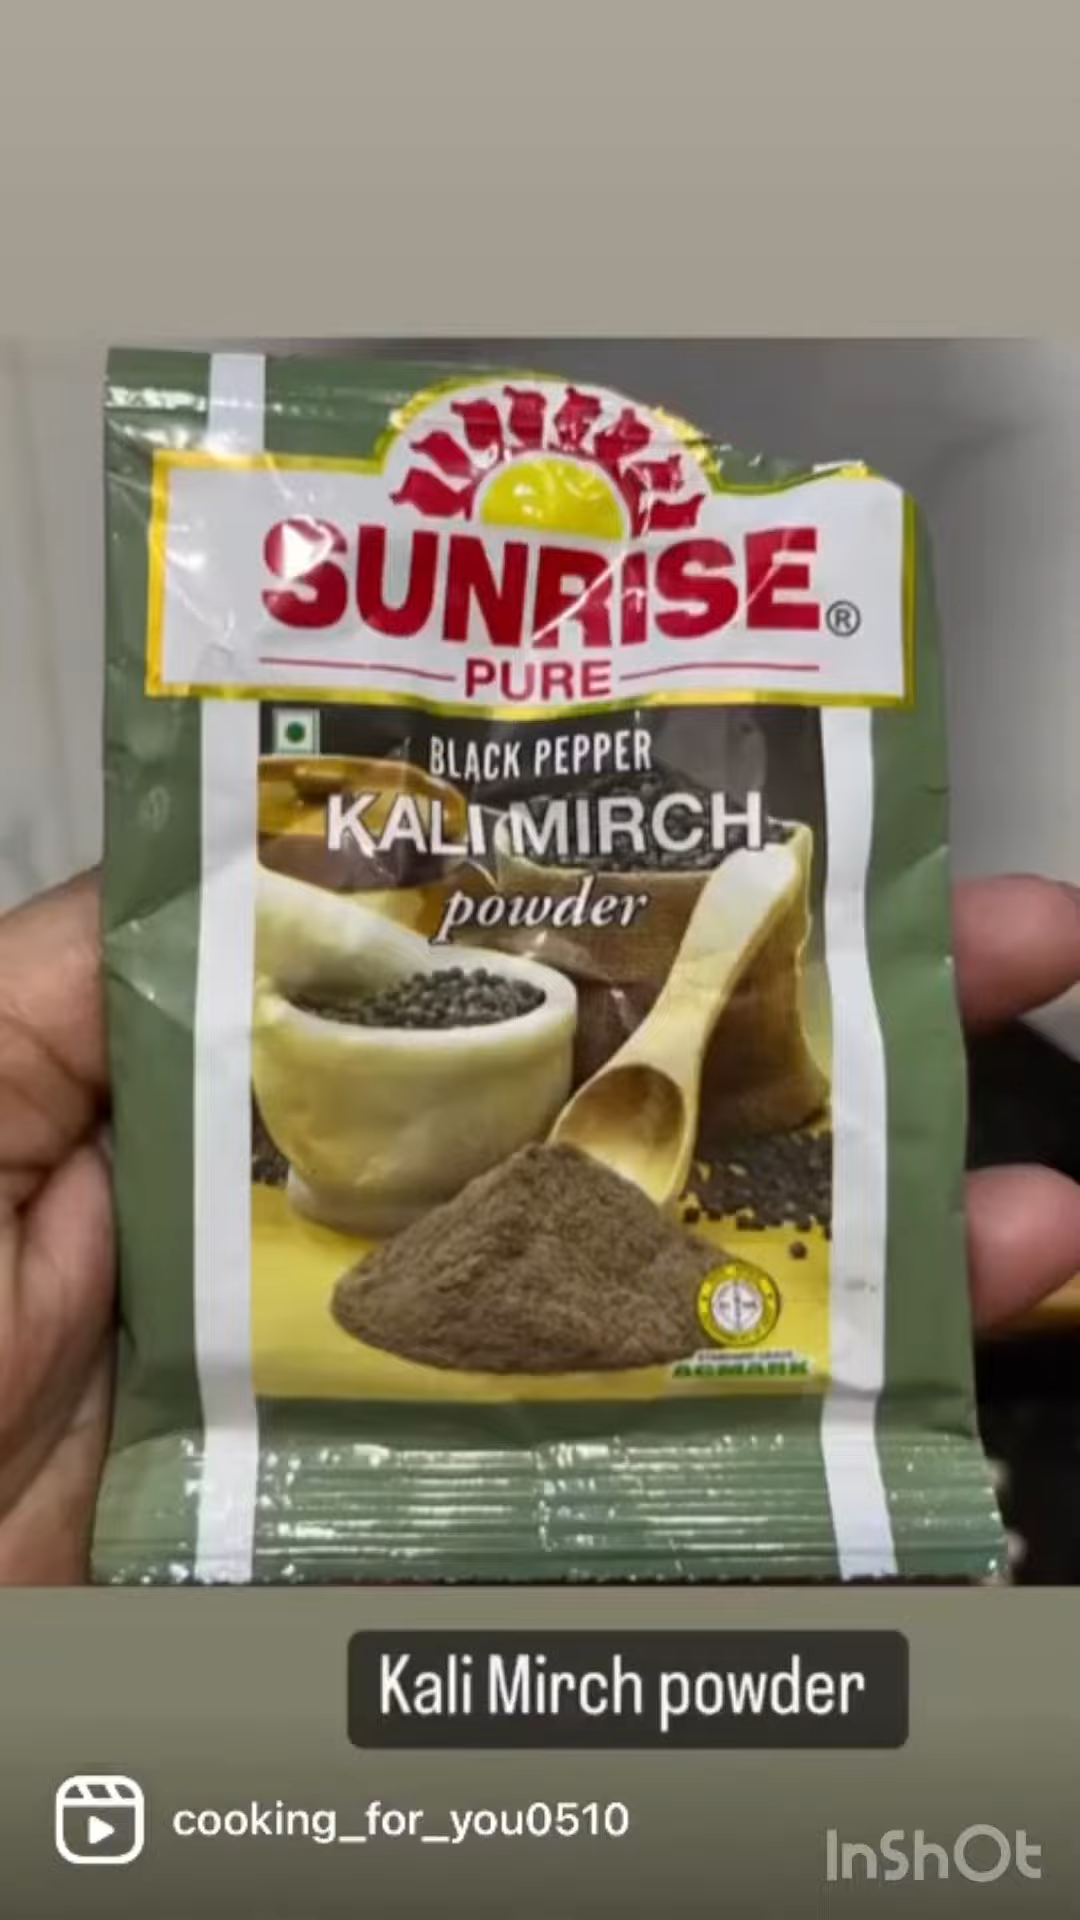 SUNRISE®
PURE
BLACK PEPPER
KALI MIRCH
powder
AGMARK
Kali Mirch powder
cooking_for_you0510
InShOt